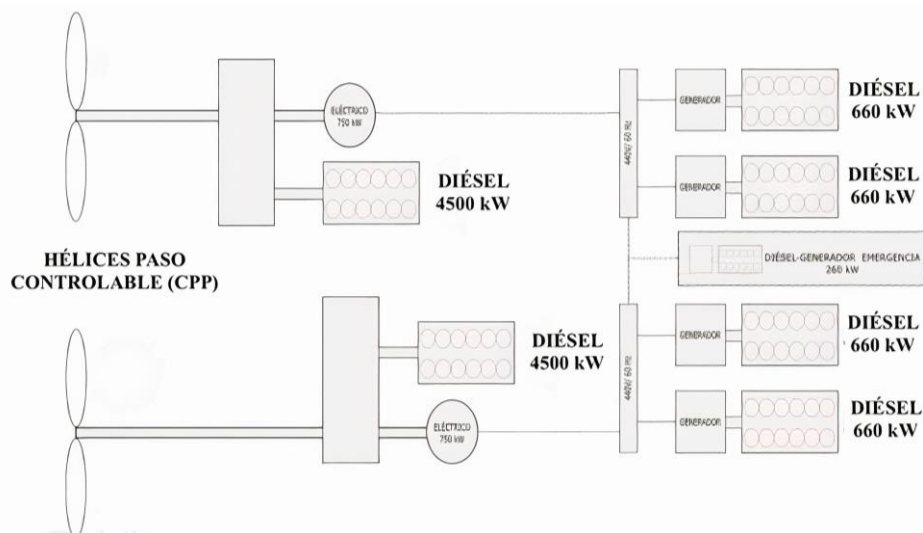 ELÉCTRICO
750 kW
DIÉSEL
4500 kW
HÉLICES PASO
CONTROLABLE (CPP)
440V/ 60 Hz
GENERADOR
DIÉSEL
660 kW
GENERADOR
DIÉSEL
660 kW
DIÉSEL-GENERADOR EMERGENCIA
260 kW
DIÉSEL
4500 kW
ELÉCTRICO
750 kW
440V/ 60 Hz
GENERADOR
DIÉSEL
660 kW
GENERADOR
DIÉSEL
660 kW